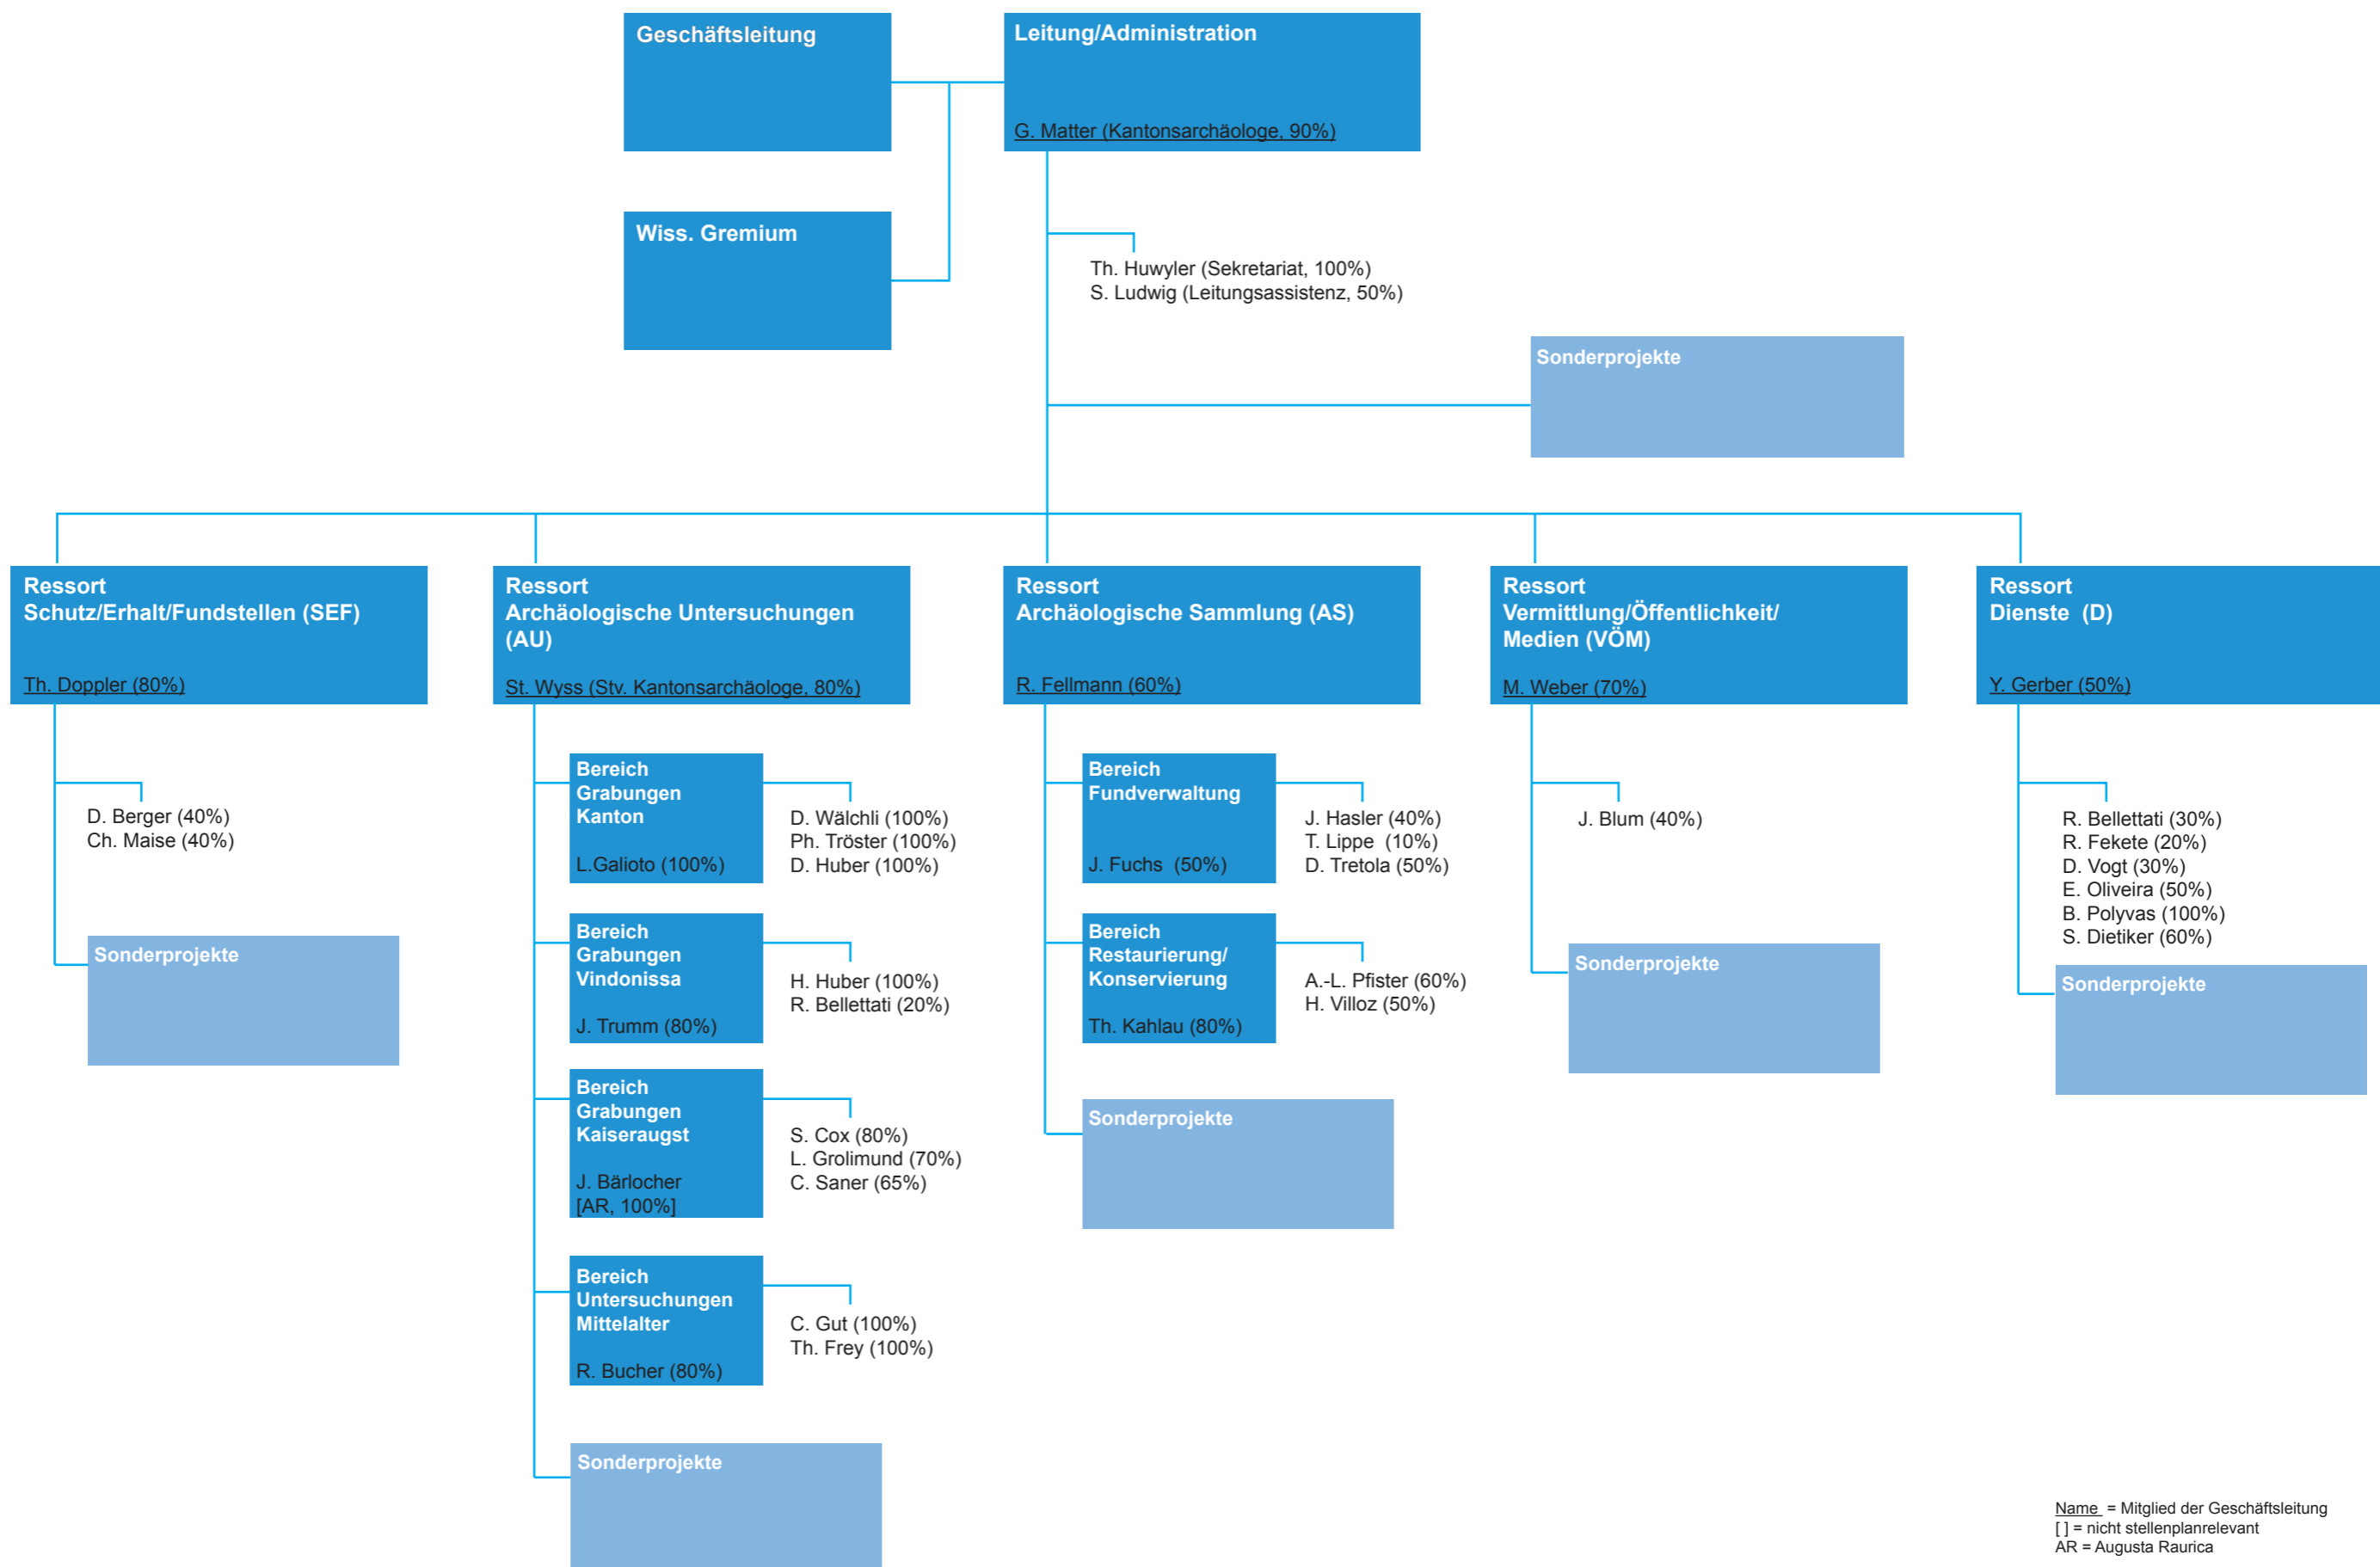 Geschäftsleitung
Leitung/Administration
G. Matter (Kantonsarchäologe, 90%)
Wiss. Gremium
Th. Huwyler (Sekretariat, 100%)
S. Ludwig (Leitungsassistenz, 50%)
Sonderprojekte
Ressort
Schutz/Erhalt/Fundstellen (SEF)
Th. Doppler (80%)
D. Berger (40%)
Ch. Maise (40%)
Sonderprojekte
Ressort
Archäologische Untersuchungen
(AU)
St. Wyss (Stv. Kantonsarchäologe, 80%)
Bereich
Grabungen
Kanton
L.Galioto (100%)
D. Wälchli (100%)
Ph. Tröster (100%)
D. Huber (100%)
Bereich
Grabungen
Vindonissa
J. Trumm (80%)
H. Huber (100%)
R. Bellettati (20%)
Bereich
Grabungen
Kaiseraugst
J. Bärlocher
[AR, 100%]
S. Cox (80%)
L. Grolimund (70%)
C. Saner (65%)
Bereich
Untersuchungen
Mittelalter
R. Bucher (80%)
C. Gut (100%)
Th. Frey (100%)
Sonderprojekte
Ressort
Archäologische Sammlung (AS)
R. Fellmann (60%)
Bereich
Fundverwaltung
J. Fuchs (50%)
J. Hasler (40%)
T. Lippe (10%)
D. Tretola (50%)
Bereich
Restaurierung/
Konservierung
Th. Kahlau (80%)
A.-L. Pfister (60%)
H. Villoz (50%)
Sonderprojekte
Ressort
Vermittlung/Öffentlichkeit/
Medien (VÖM)
M. Weber (70%)
J. Blum (40%)
Sonderprojekte
Ressort
Dienste (D)
Y. Gerber (50%)
R. Bellettati (30%)
R. Fekete (20%)
D. Vogt (30%)
E. Oliveira (50%)
B. Polyvas (100%)
S. Dietiker (60%)
Sonderprojekte
Name = Mitglied der Geschäftsleitung
[ ] = nicht stellenplanrelevant
AR = Augusta Raurica